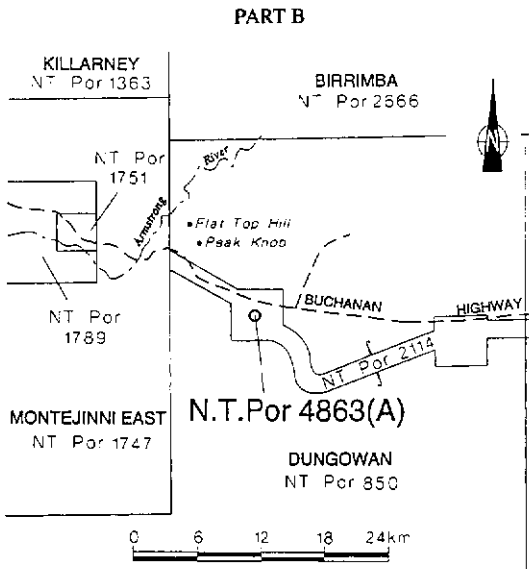 PART B
KILLARNEY
NT Por 1363
BIRRIMBA
NT Por 2566
N
NT Por
1751
Armstrong River
Flat Top Hill
Peak Knob
NT Por
1789
BUCHANAN HIGHWAY
NT Por 2114
N.T.Por 4863(A)
MONTEJINNI EAST
NT Por 1747
DUNGOWAN
NT Por 850
0 6 12 18 24km